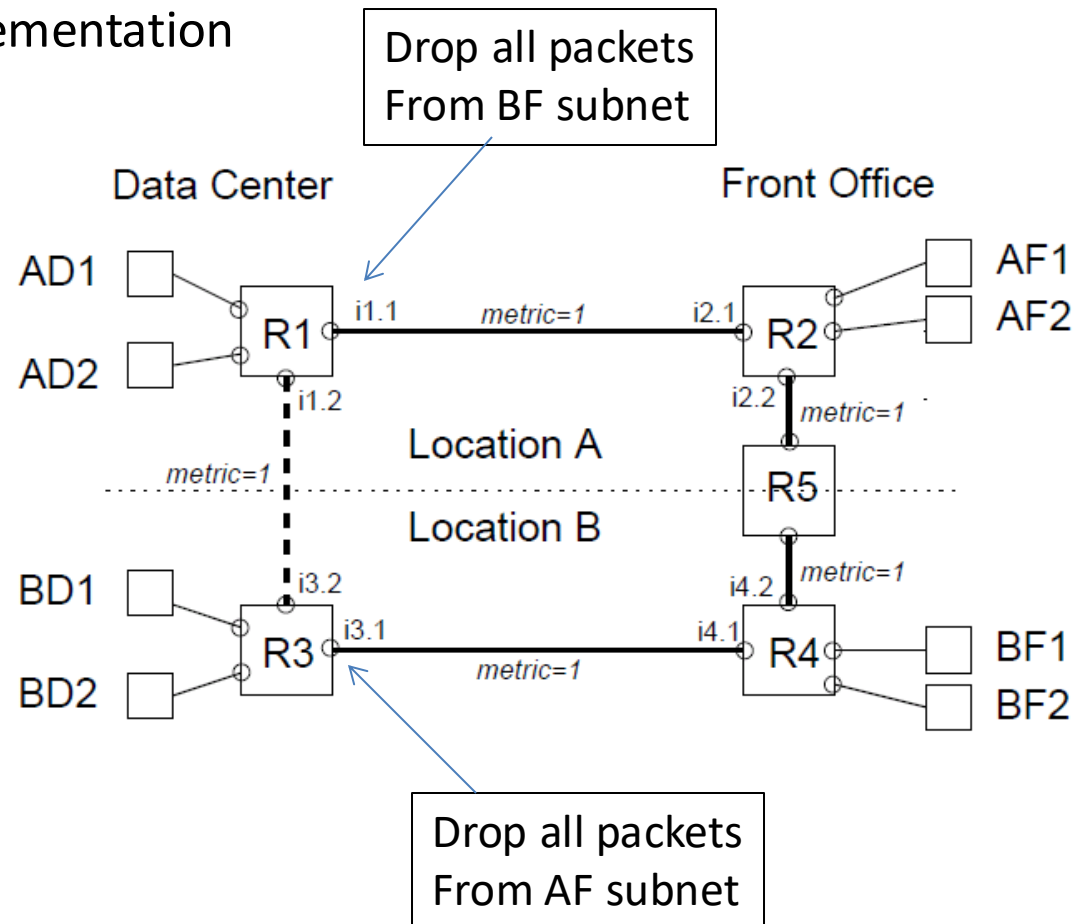 ementation
Drop all packets
From BF subnet
Data Center
Front Office
AD1
AF1
i1.1
metric=1
i2.1
R1
R2
AF2
AD2
i1.2
i2.2
metric=1
Location A
metric=1
R5
Location B
BD1
i3.2
i4.2
metric=1
i3.1
i4.1
R3
R4
BF1
metric=1
BD2
BF2
Drop all packets
From AF subnet